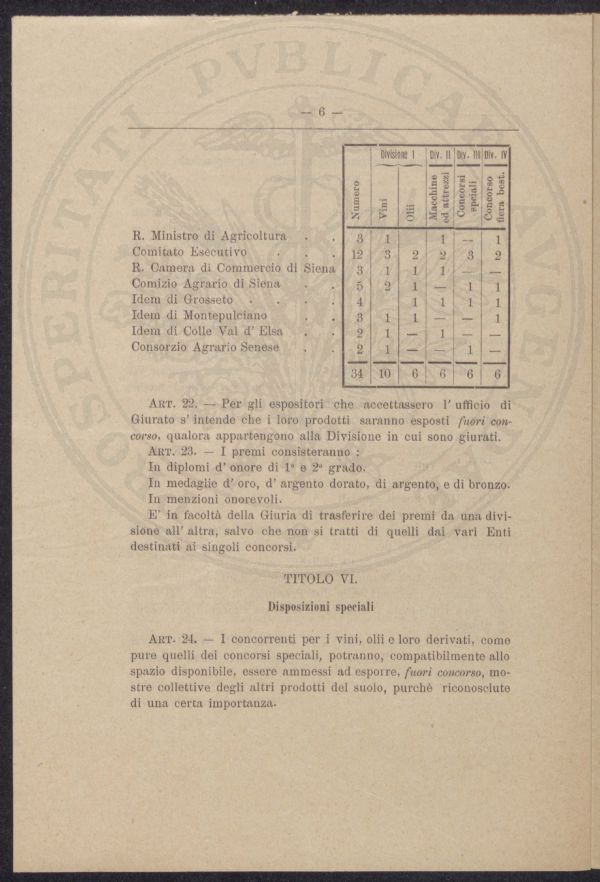 — 6 —
Divisione I Div. II Div. III Div. IV
Numero Vini Olii Macchine ed attrezzi Concorsi speciali Concorso fiera best.
R. Ministro di Agricoltura . . 3 1 1 — 1
Comitato Esecutivo . . . 12 3 2 2 3 2
R. Camera di Commercio di Siena 3 1 1 1 — —
Comizio Agrario di Siena . . 5 2 1 — 1 1
Idem di Grosseto . . . . 4 1 1 1 1
Idem di Montepulciano . . 3 1 1 — — 1
Idem di Colle Val d' Elsa . . 2 1 — 1 — —
Consorzio Agrario Senese . . 2 1 — — 1 —
34 10 6 6 6 6
ART. 22. — Per gli espositori che accettassero l' ufficio di
Giurato s' intende che i loro prodotti saranno esposti fuori con-
corso, qualora appartengono alla Divisione in cui sono giurati.
ART. 23. — I premi consisteranno :
In diplomi d' onore di 1º e 2º grado.
In medaglie d' oro, d' argento dorato, di argento, e di bronzo.
In menzioni onorevoli.
E' in facoltà della Giuria di trasferire dei premi da una divi-
sione all' altra, salvo che non si tratti di quelli dai vari Enti
destinati ai singoli concorsi.
TITOLO VI.
Disposizioni speciali
ART. 24. — I concorrenti per i vini, olii e loro derivati, come
pure quelli dei concorsi speciali, potranno, compatibilmente allo
spazio disponibile, essere ammessi ad esporre, fuori concorso, mo-
stre collettive degli altri prodotti del suolo, purchè riconosciute
di una certa importanza.